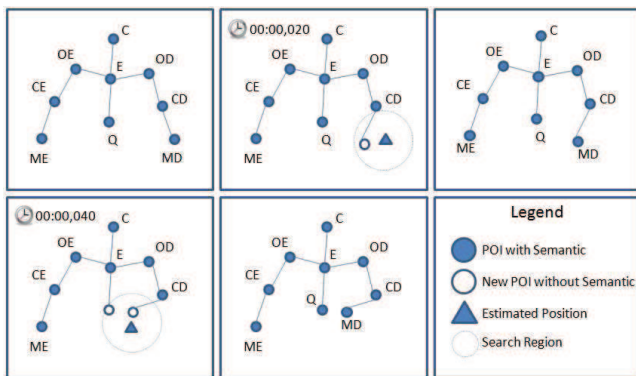 C
OE
E
OD
CE
CD
Q
ME
MD
00:00,020
C
OE
E
OD
CE
CD
Q
ME
C
OE
E
OD
CE
CD
Q
ME
MD
00:00,040
C
OE
E
OD
CE
CD
ME
C
OE
E
OD
CE
CD
Q
MD
ME
Legend
POI with Semantic
New POI without Semantic
Estimated Position
Search Region